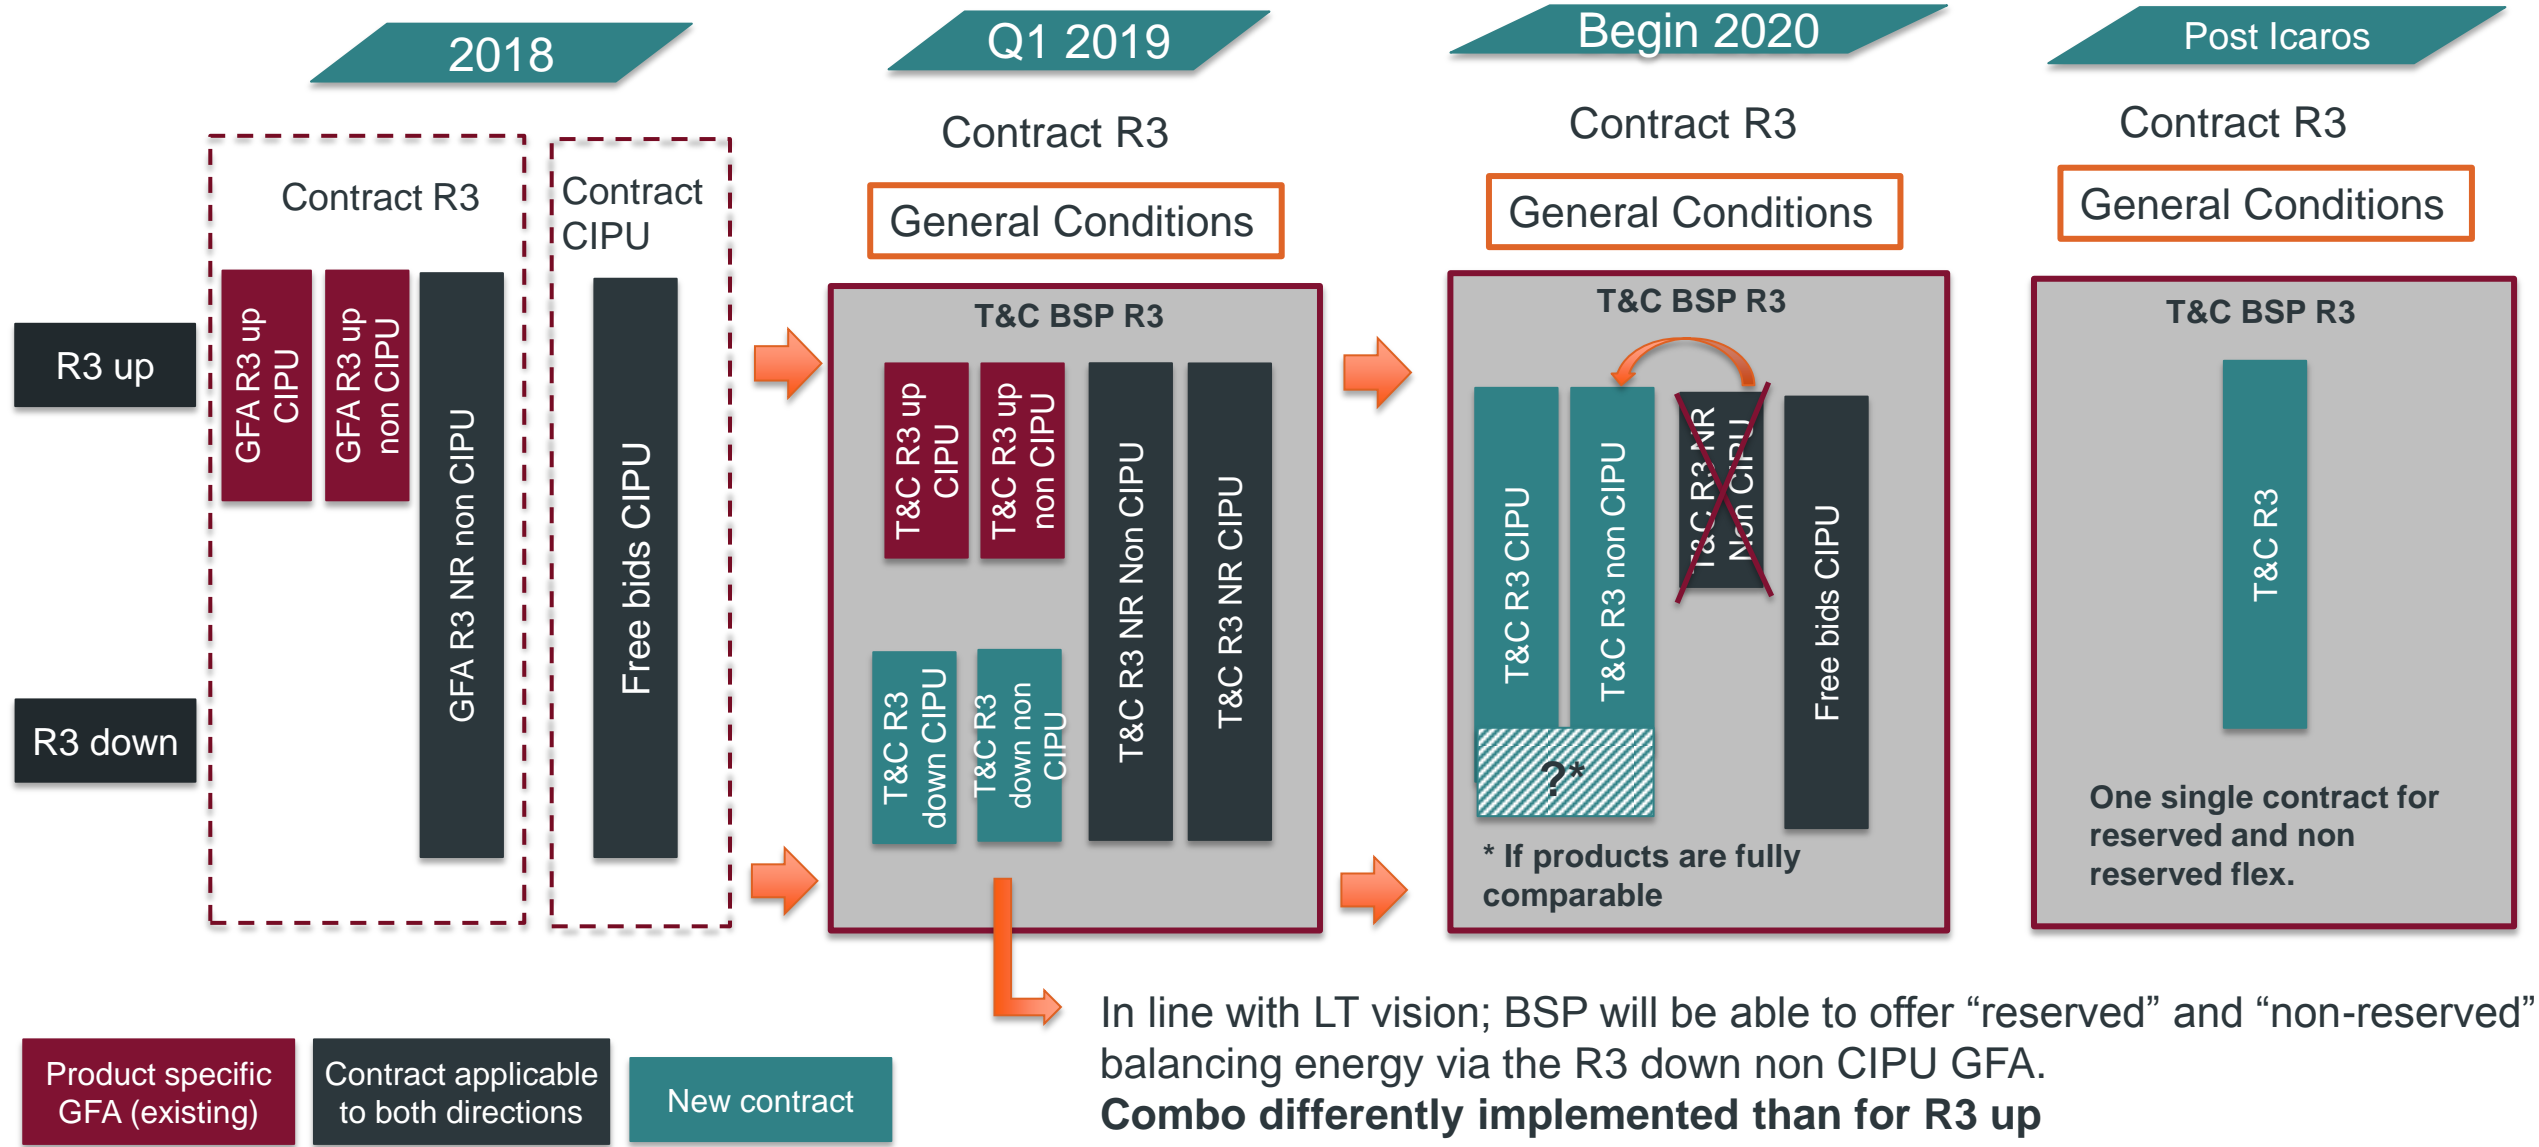 2018
Q1 2019
Begin 2020
Post Icaros
Contract R3
Contract
CIPU
Contract R3
General Conditions
Contract R3
General Conditions
Contract R3
General Conditions
R3 up
R3 down
GFA R3 up
CIPU
GFA R3 up
non CIPU
GFA R3 NR non CIPU
Free bids CIPU
T&C BSP R3
T&C R3 up
CIPU
T&C R3 up
non CIPU
T&C R3 NR Non CIPU
T&C R3 NR CIPU
T&C R3
down CIPU
T&C R3
down non
CIPU
T&C BSP R3
T&C R3 CIPU
T&C R3 non CIPU
T&C R3 NR
Non CIPU
Free bids CIPU
?*
* If products are fully
comparable
T&C BSP R3
T&C R3
One single contract for
reserved and non
reserved flex.
In line with LT vision; BSP will be able to offer “reserved” and “non-reserved”
balancing energy via the R3 down non CIPU GFA.
Combo differently implemented than for R3 up
Product specific
GFA (existing)
Contract applicable
to both directions
New contract